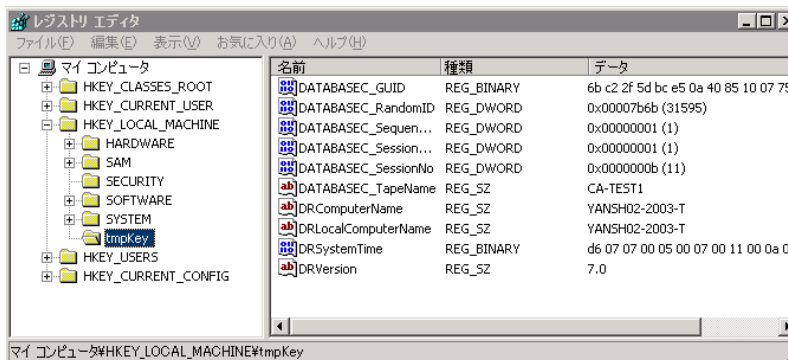 レジストリ エディタ
ファイル(F) 編集(E) 表示(V) お気に入り(A) ヘルプ(H)
マイ コンピュータ
HKEY_CLASSES_ROOT
HKEY_CURRENT_USER
HKEY_LOCAL_MACHINE
HARDWARE
SAM
SECURITY
SOFTWARE
SYSTEM
tmpKey
HKEY_USERS
HKEY_CURRENT_CONFIG
名前 種類 データ
DATABASEC_GUID REG_BINARY 6b c2 2f 5d bc e5 0a 40 85 10 07 75
DATABASEC_RandomID REG_DWORD 0x00007b6b (31595)
DATABASEC_Sequen... REG_DWORD 0x00000001 (1)
DATABASEC_Session... REG_DWORD 0x00000001 (1)
DATABASEC_SessionNo REG_DWORD 0x0000000b (11)
DATABASEC_TapeName REG_SZ CA-TEST1
DRComputerName REG_SZ YANSH02-2003-T
DRLocalComputerName REG_SZ YANSH02-2003-T
DRSystemTime REG_BINARY d6 07 07 00 05 00 07 00 11 00 0a 0
DRVersion REG_SZ 7.0
マイ コンピュータ¥HKEY_LOCAL_MACHINE¥tmpKey